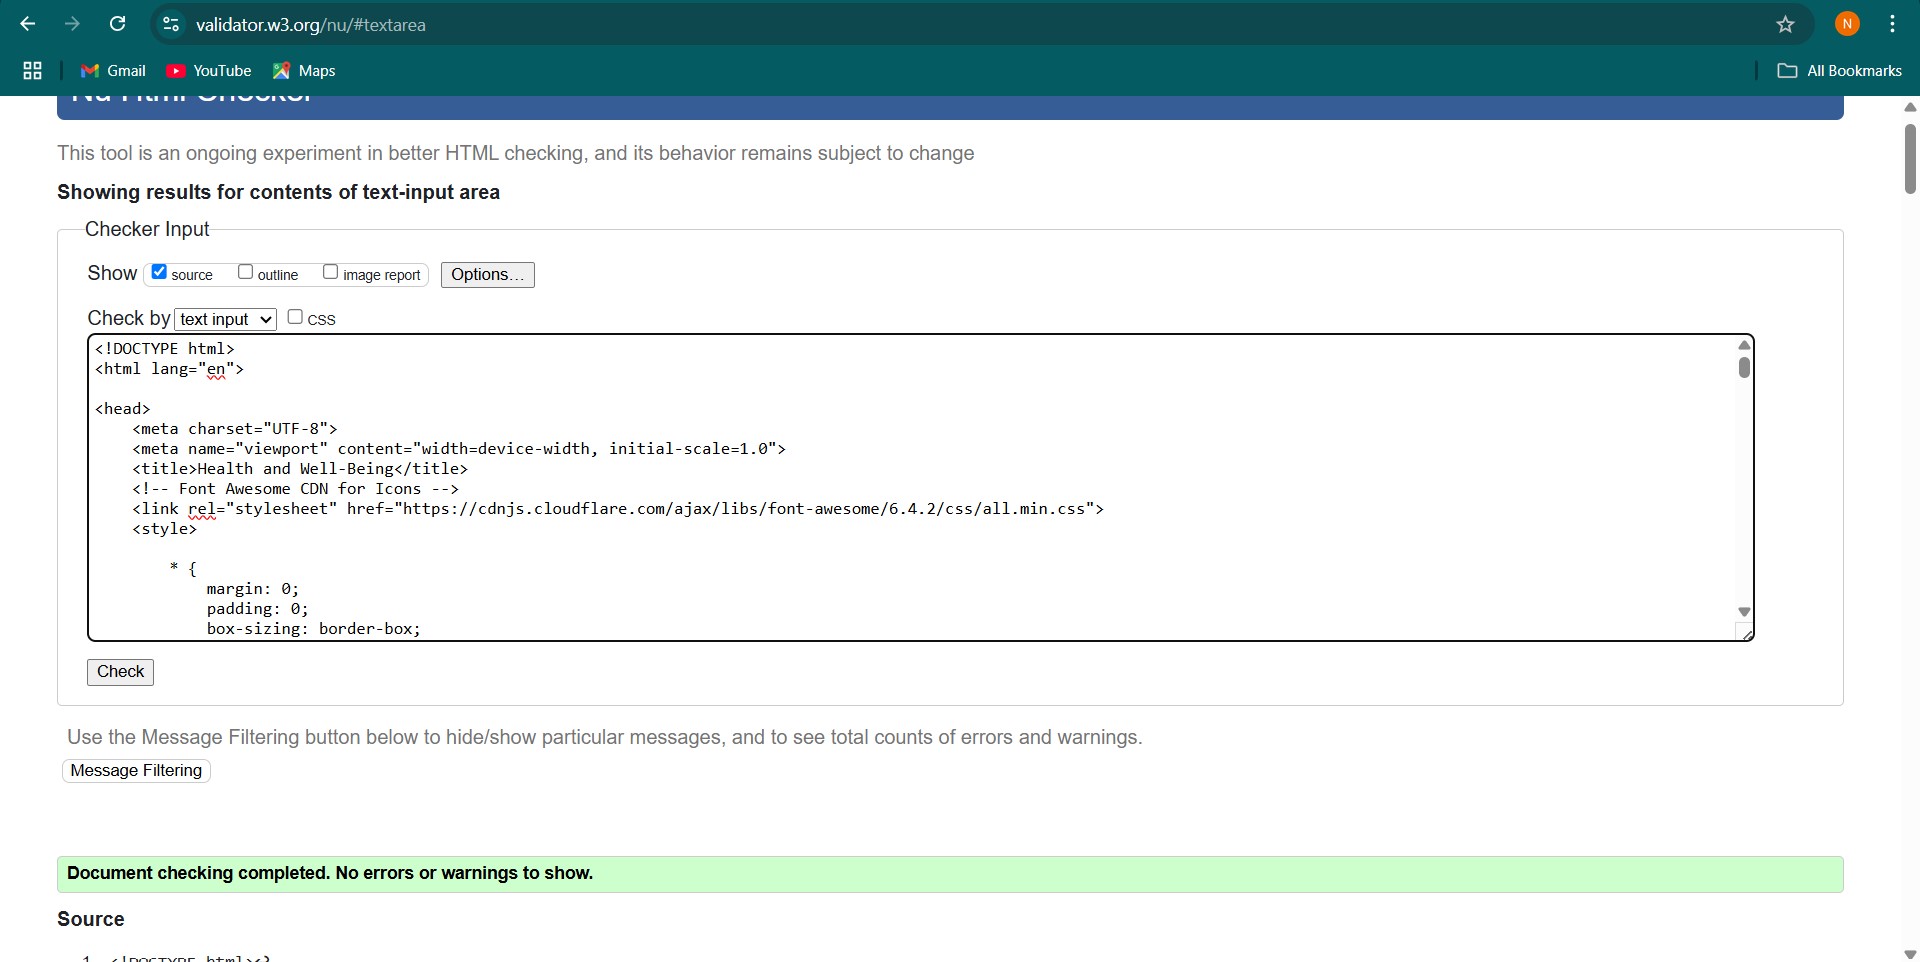 validator.w3.org/nu/#textarea
N
Gmail YouTube Maps All Bookmarks
Nu Html Checker
This tool is an ongoing experiment in better HTML checking, and its behavior remains subject to change
Showing results for contents of text-input area
Checker Input
Show source outline image report Options...
Check by text input CSS
<!DOCTYPE html>
<html lang="en">
<head>
<meta charset="UTF-8">
<meta name="viewport" content="width=device-width, initial-scale=1.0">
<title>Health and Well-Being</title>
<!-- Font Awesome CDN for Icons -->
<link rel="stylesheet" href="https://cdnjs.cloudflare.com/ajax/libs/font-awesome/6.4.2/css/all.min.css">
<style>
* {
margin: 0;
padding: 0;
box-sizing: border-box;
Check
Use the Message Filtering button below to hide/show particular messages, and to see total counts of errors and warnings.
Message Filtering
Document checking completed. No errors or warnings to show.
Source
1. <!DOCTYPE html>↩